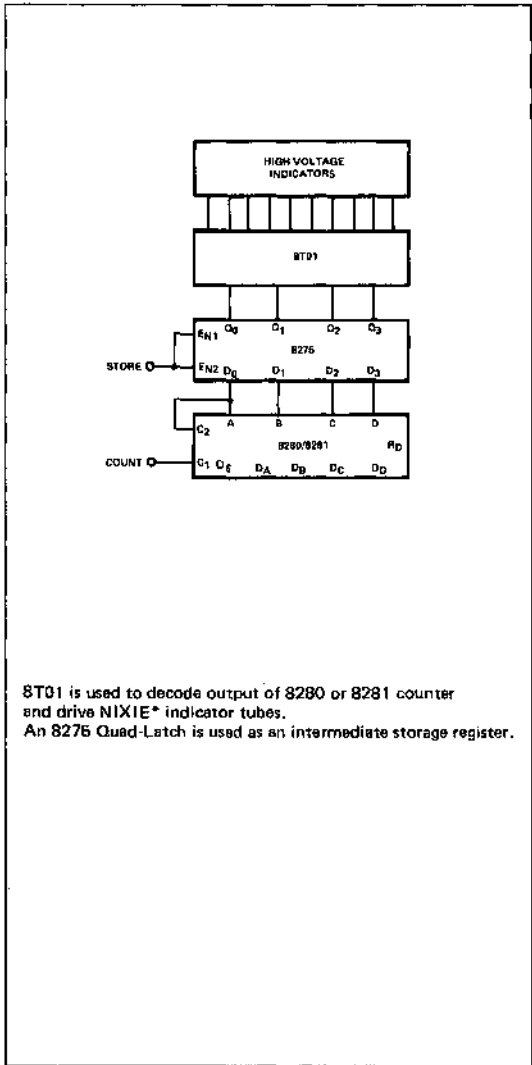 HIGH VOLTAGE
INDICATORS
8T01
Q0 Q1 Q2 Q3
EN1
8275
STORE
EN2 D0 D1 D2 D3
A B C D
C2
8280/8281
RD
COUNT
C1 DS DA DB DC DD
8T01 is used to decode output of 8280 or 8281 counter
and drive NIXIE* indicator tubes.
An 8275 Quad-Latch is used as an intermediate storage register.